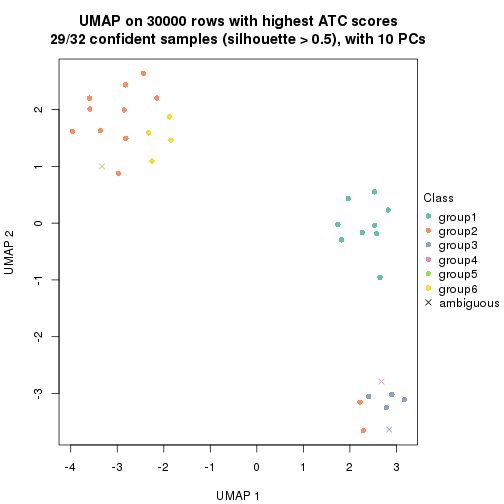 UMAP on 30000 rows with highest ATC scores
29/32 confident samples (silhouette > 0.5), with 10 PCs
2
1
0
-1
-2
-3
UMAP 2
-4
-3
-2
-1
0
1
2
3
UMAP 1
Class
group1
group2
group3
group4
group5
group6
ambiguous